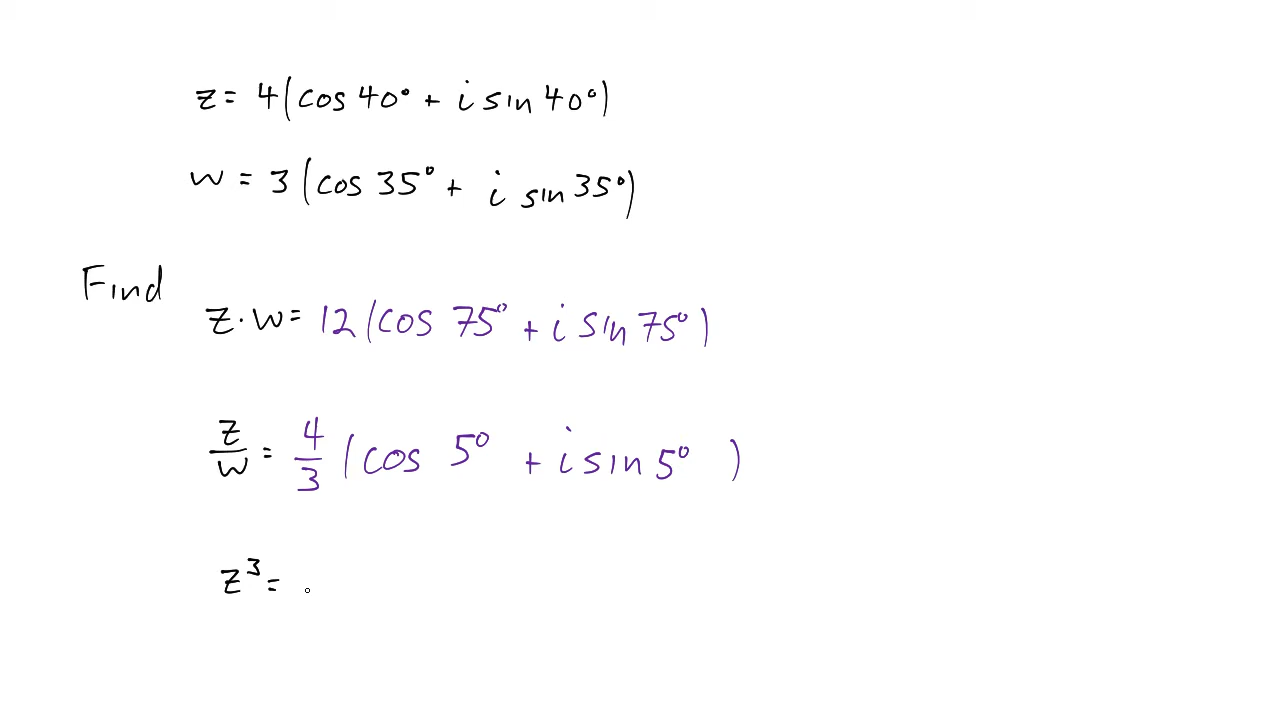 z = 4(cos 40° + i sin 40°)
w = 3(cos 35° + i sin 35°)
Find
z · w = 12(cos 75° + i sin 75°)
z/w = 4/3 (cos 5° + i sin 5° )
z³ =